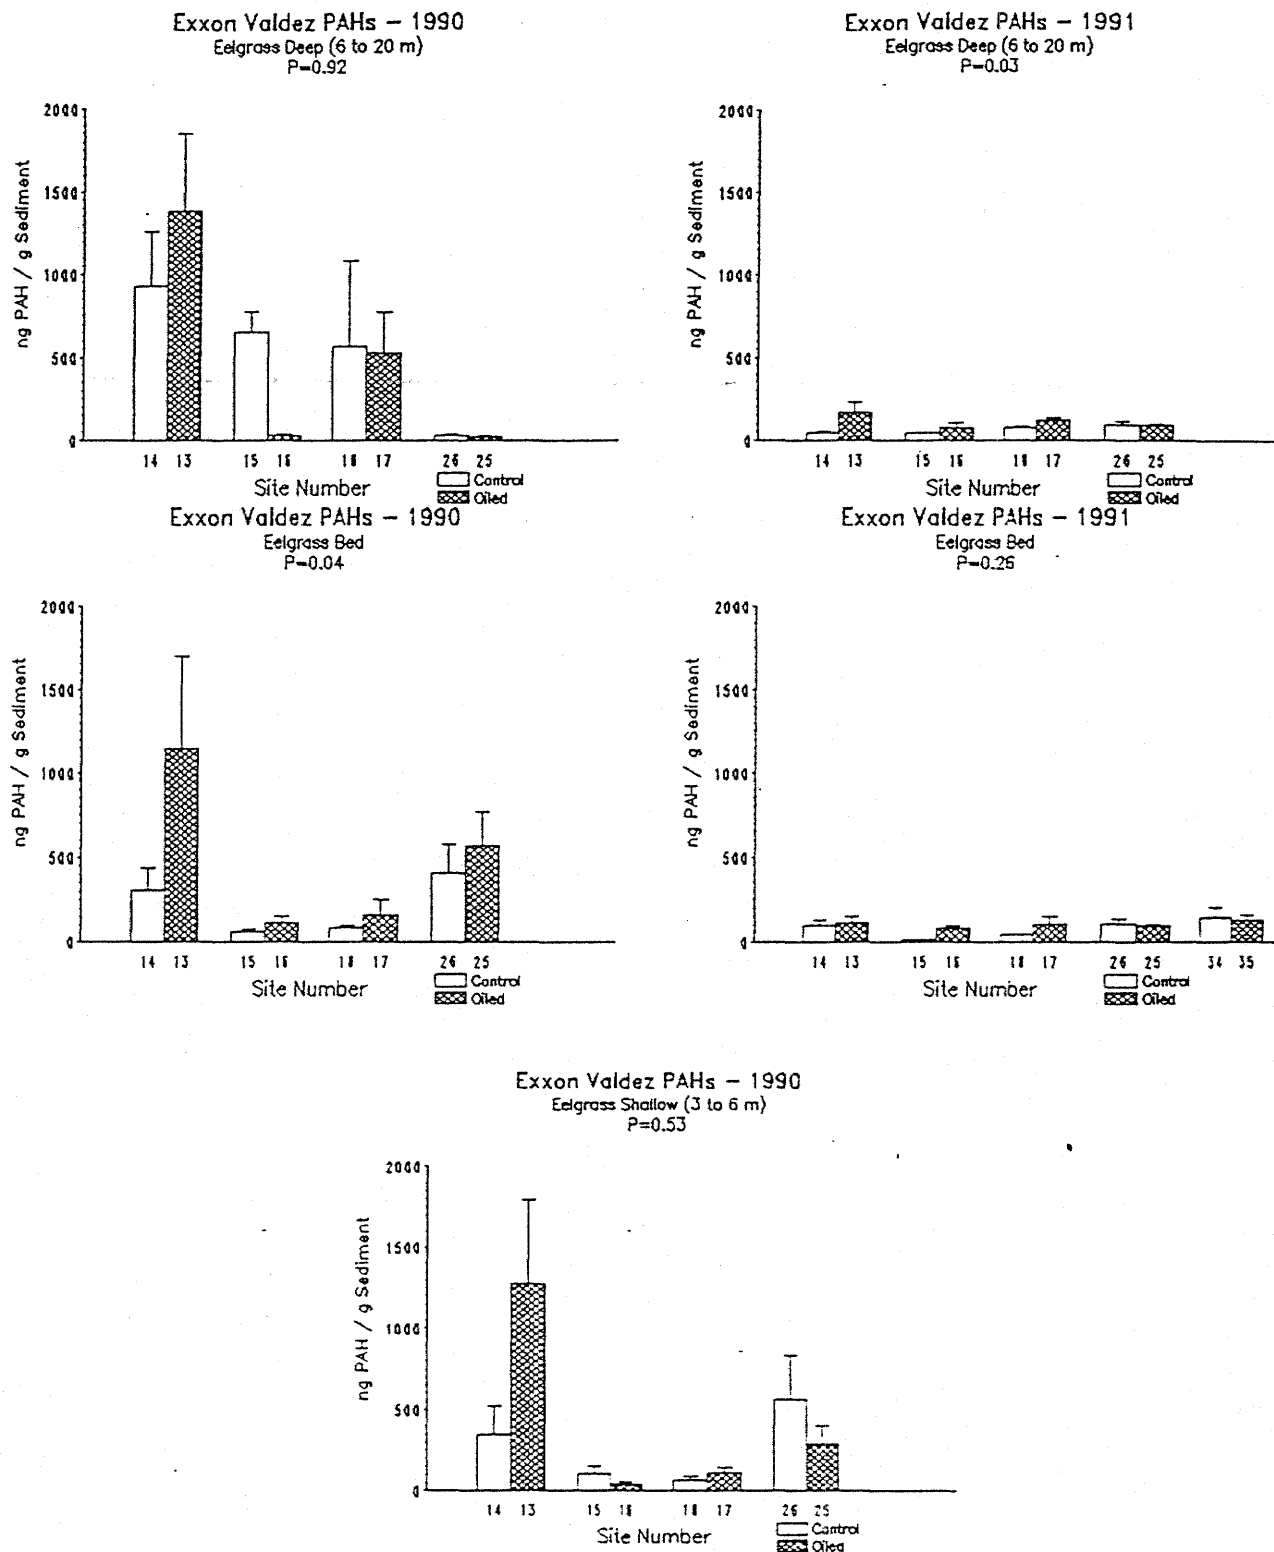 Exxon Valdez PAHs – 1990
Eelgrass Deep (6 to 20 m)
P=0.92
2000
1500
1000
500
0
ng PAH / g Sediment
14 13 15 16 18 17 26 25
Site Number
Control
Oiled
Exxon Valdez PAHs – 1991
Eelgrass Deep (6 to 20 m)
P=0.03
2000
1500
1000
500
0
ng PAH / g Sediment
14 13 15 16 18 17 26 25
Site Number
Control
Oiled
Exxon Valdez PAHs – 1990
Eelgrass Bed
P=0.04
2000
1500
1000
500
0
ng PAH / g Sediment
14 13 15 16 18 17 26 25
Site Number
Control
Oiled
Exxon Valdez PAHs – 1991
Eelgrass Bed
P=0.26
2000
1500
1000
500
0
ng PAH / g Sediment
14 13 15 16 18 17 26 25 34 35
Site Number
Control
Oiled
Exxon Valdez PAHs – 1990
Eelgrass Shallow (3 to 6 m)
P=0.53
2000
1500
1000
500
0
ng PAH / g Sediment
14 13 15 16 18 17 26 25
Site Number
Control
Oiled